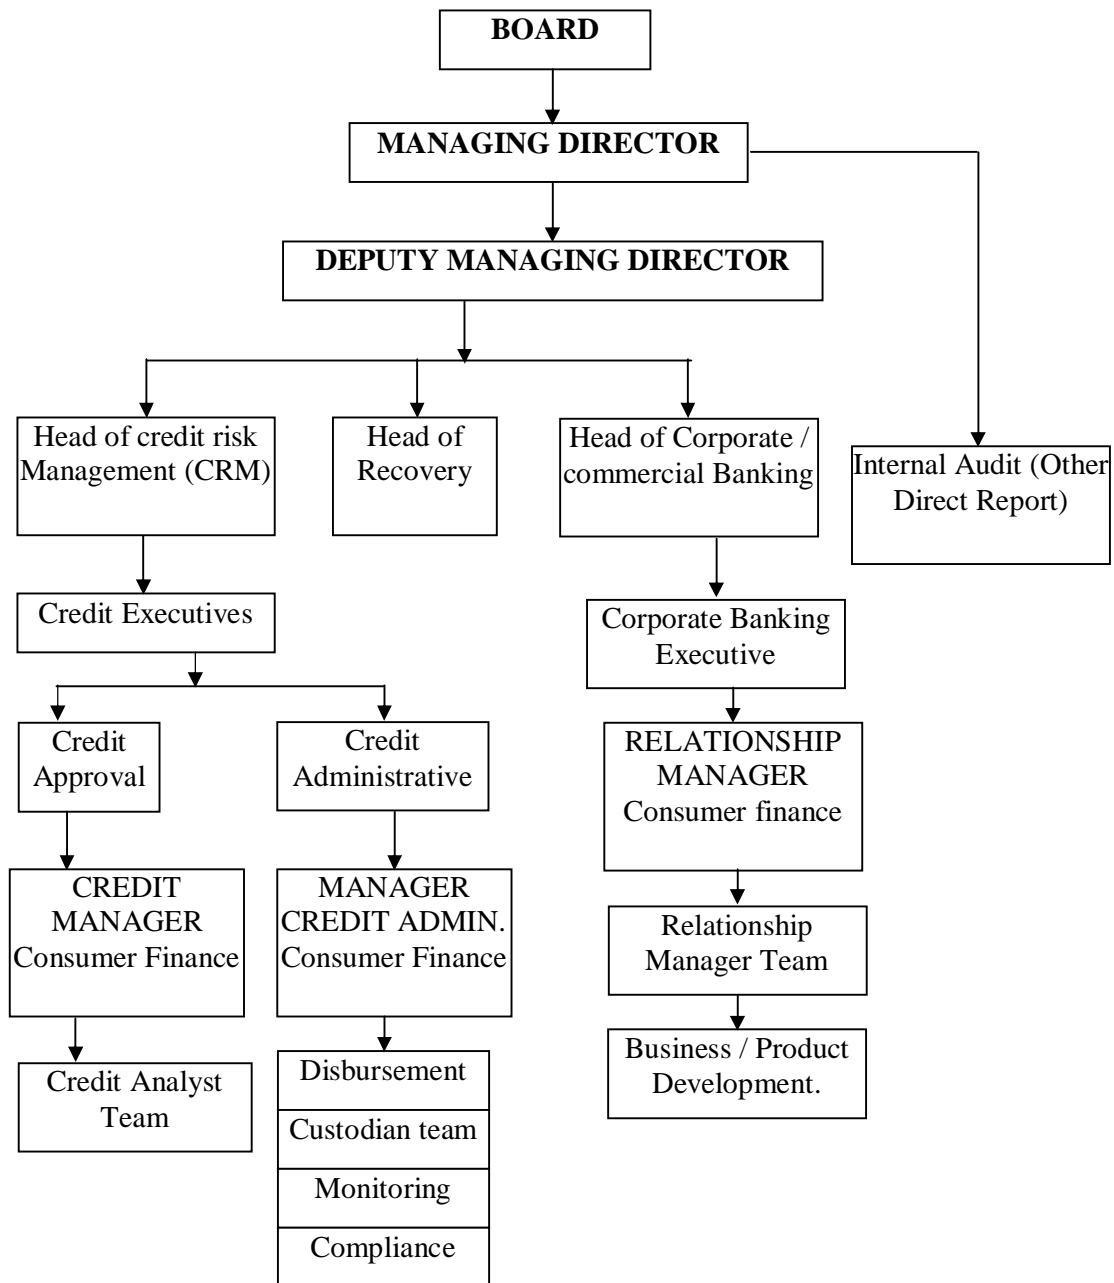 BOARD
MANAGING DIRECTOR
DEPUTY MANAGING DIRECTOR
Head of credit risk
Management (CRM)
Head of
Recovery
Head of Corporate /
commercial Banking
Internal Audit (Other
Direct Report)
Credit Executives
Corporate Banking
Executive
Credit
Approval
Credit
Administrative
RELATIONSHIP
MANAGER
Consumer finance
CREDIT
MANAGER
Consumer Finance
MANAGER
CREDIT ADMIN.
Consumer Finance
Relationship
Manager Team
Credit Analyst
Team
Disbursement
Custodian team
Monitoring
Compliance
Business / Product
Development.